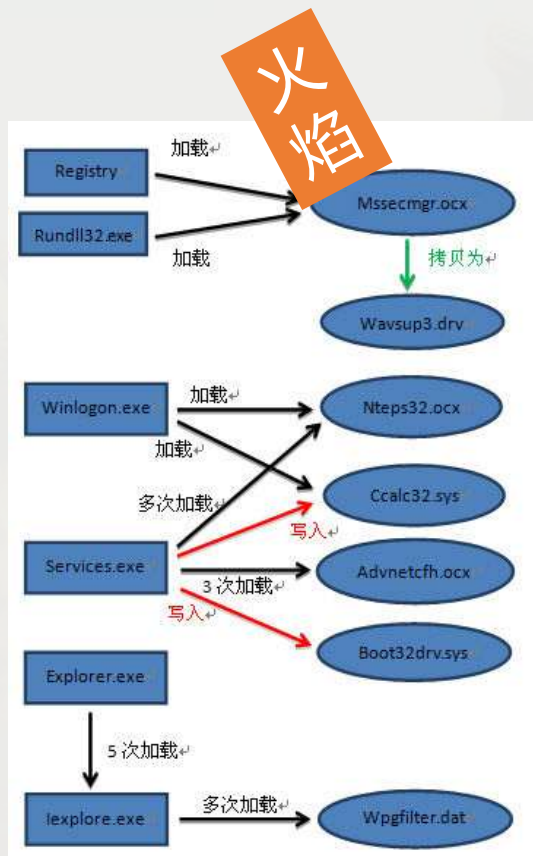 火
焰
加载
Registry
Mssecmgr.ocx
Rundll32.exe
加载
拷贝为
Wavsup3.drv
加载
Winlogon.exe
Nteps32.ocx
加载
多次加载
Ccalc32.sys
写入
Services.exe
Advnetcfh.ocx
3 次加载
写入
Boot32drv.sys
Explorer.exe
5 次加载
多次加载
Iexplore.exe
Wpgfilter.dat